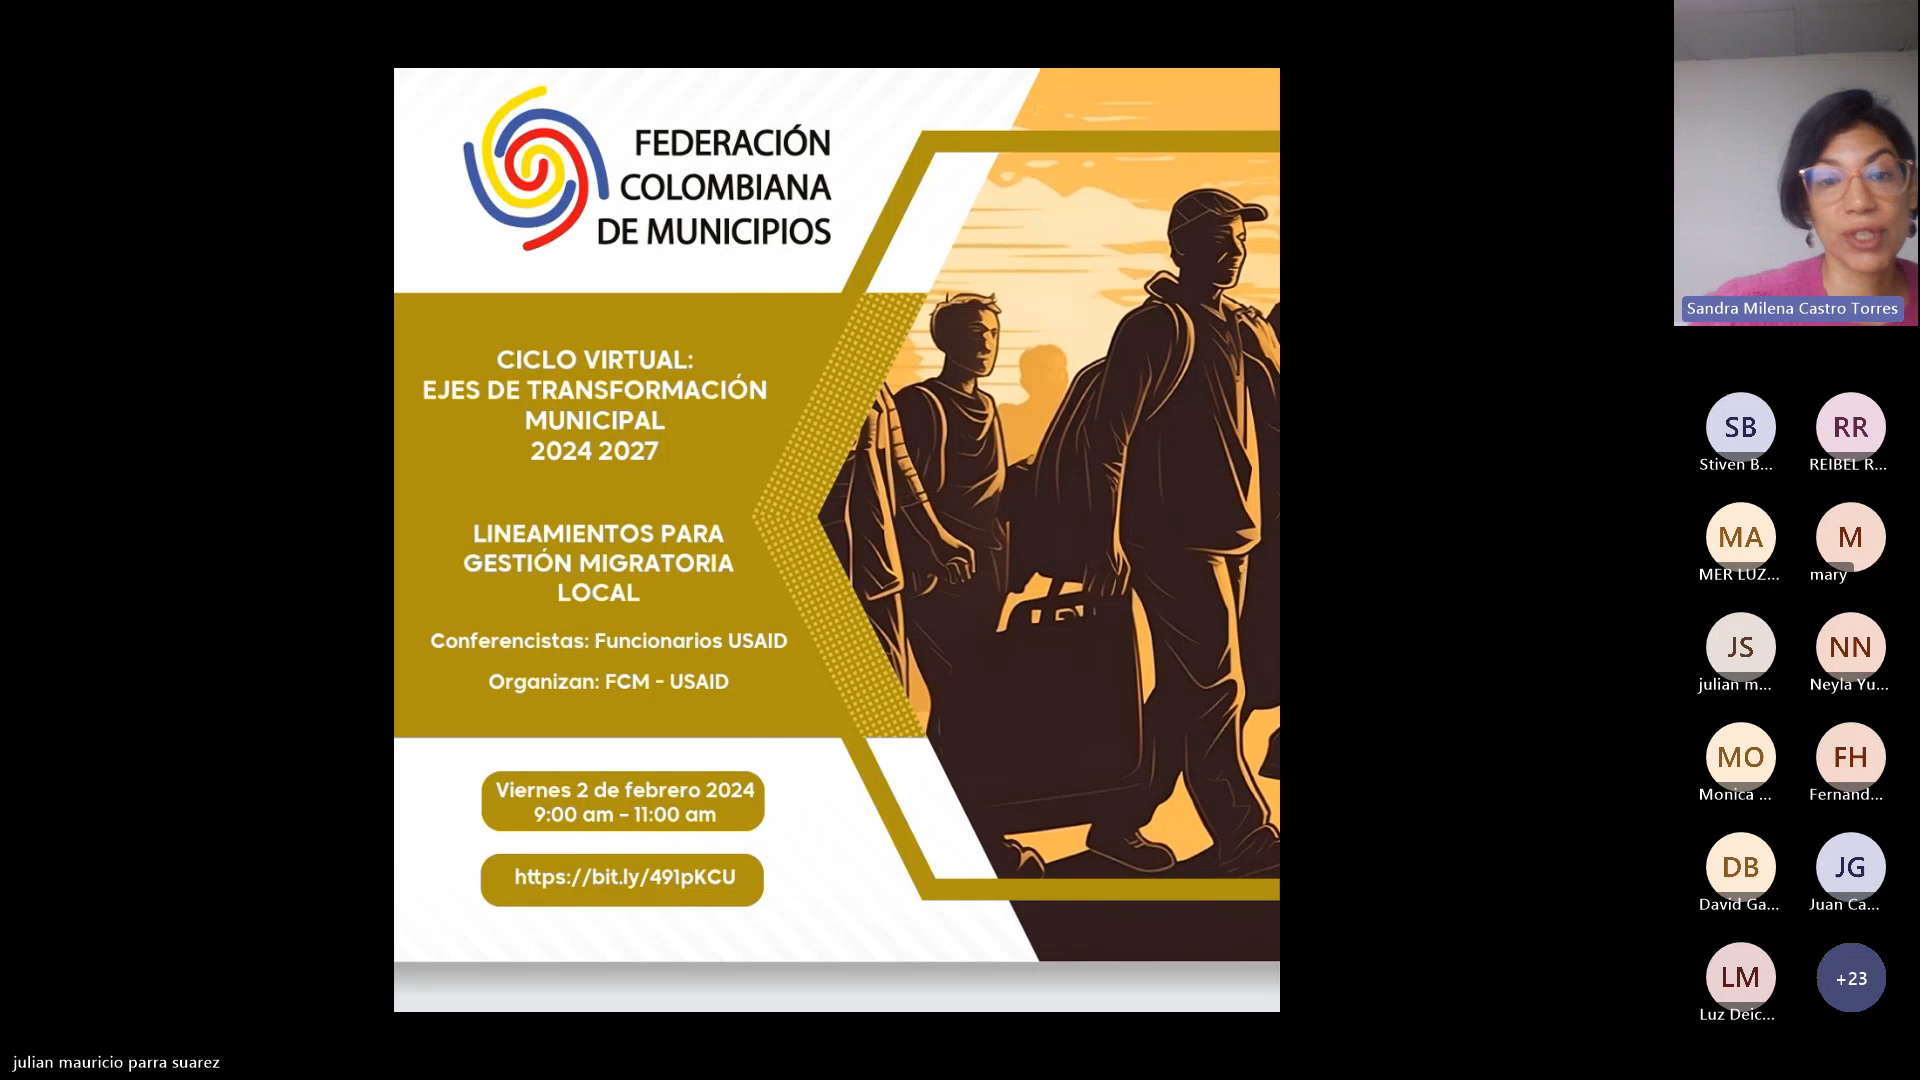 FEDERACIÓN
COLOMBIANA
DE MUNICIPIOS
CICLO VIRTUAL:
EJES DE TRANSFORMACIÓN
MUNICIPAL
2024 2027
LINEAMIENTOS PARA
GESTIÓN MIGRATORIA
LOCAL
Conferencistas: Funcionarios USAID
Organizan: FCM - USAID
Viernes 2 de febrero 2024
9:00 am - 11:00 am
https://bit.ly/491pKCU
Sandra Milena Castro Torres
SB
Stiven B...
RR
REIBEL R...
MA
MER LUZ...
M
mary
JS
julian m...
NN
Neyla Yu...
MO
Monica ...
FH
Fernand...
DB
David Ga...
JG
Juan Ca...
LM
Luz Deic...
+23
julian mauricio parra suarez